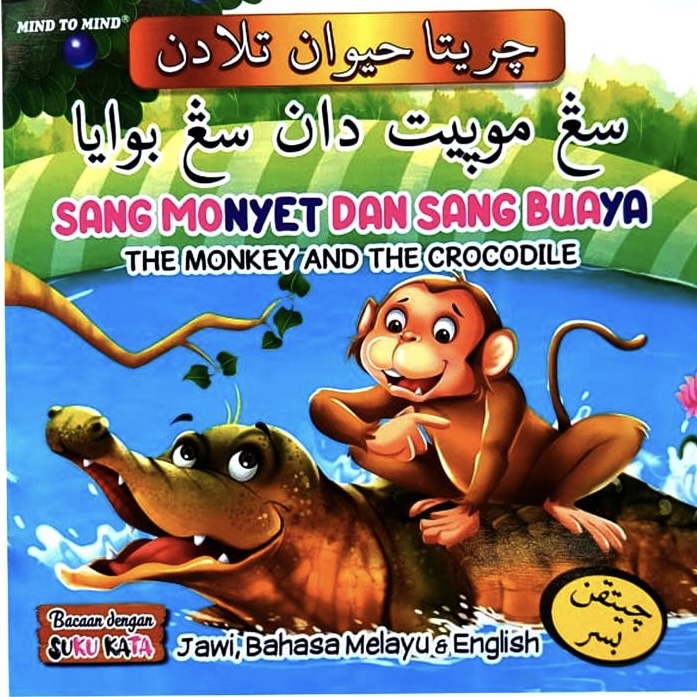 MIND TO MIND®
چريتا حيوان تلادن
سڠ موڽيت دان سڠ بوايا
SANG MONYET DAN SANG BUAYA
THE MONKEY AND THE CROCODILE
چيتقن
بسر
Bacaan dengan
SUKU KATA
Jawi, Bahasa Melayu & English